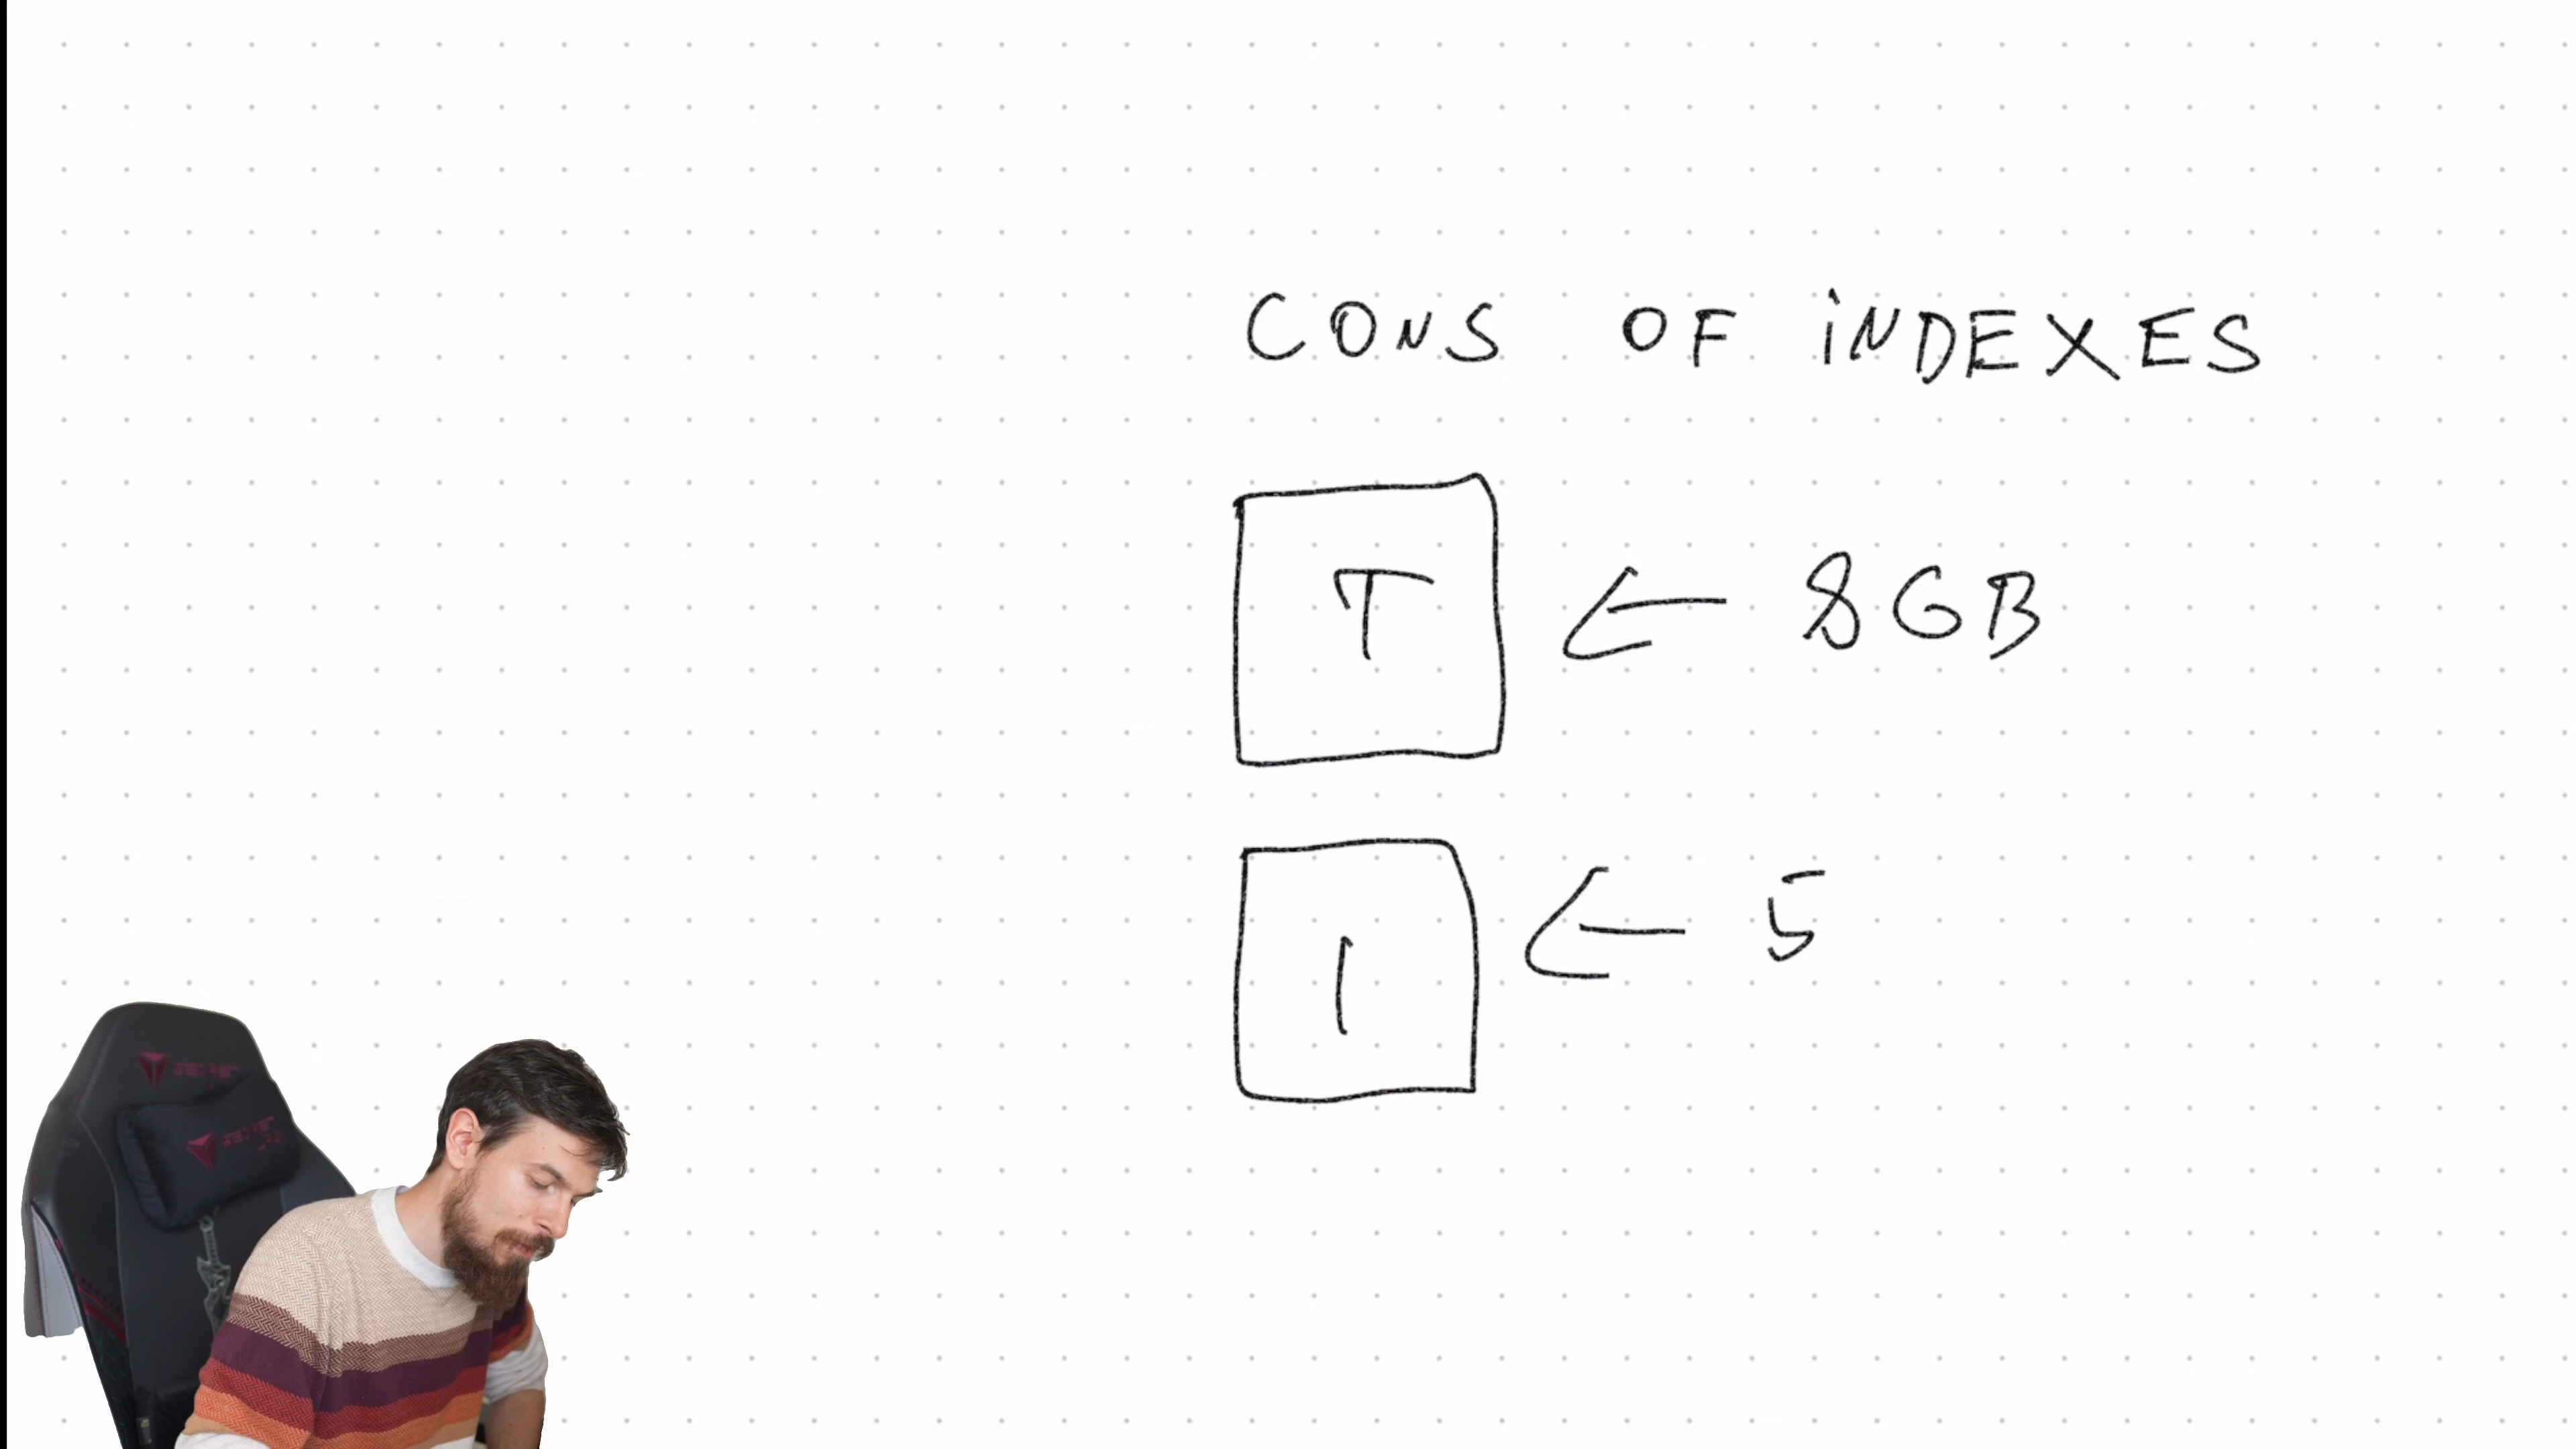 CONS OF iNDEXES
T ← 8GB
I ← 5